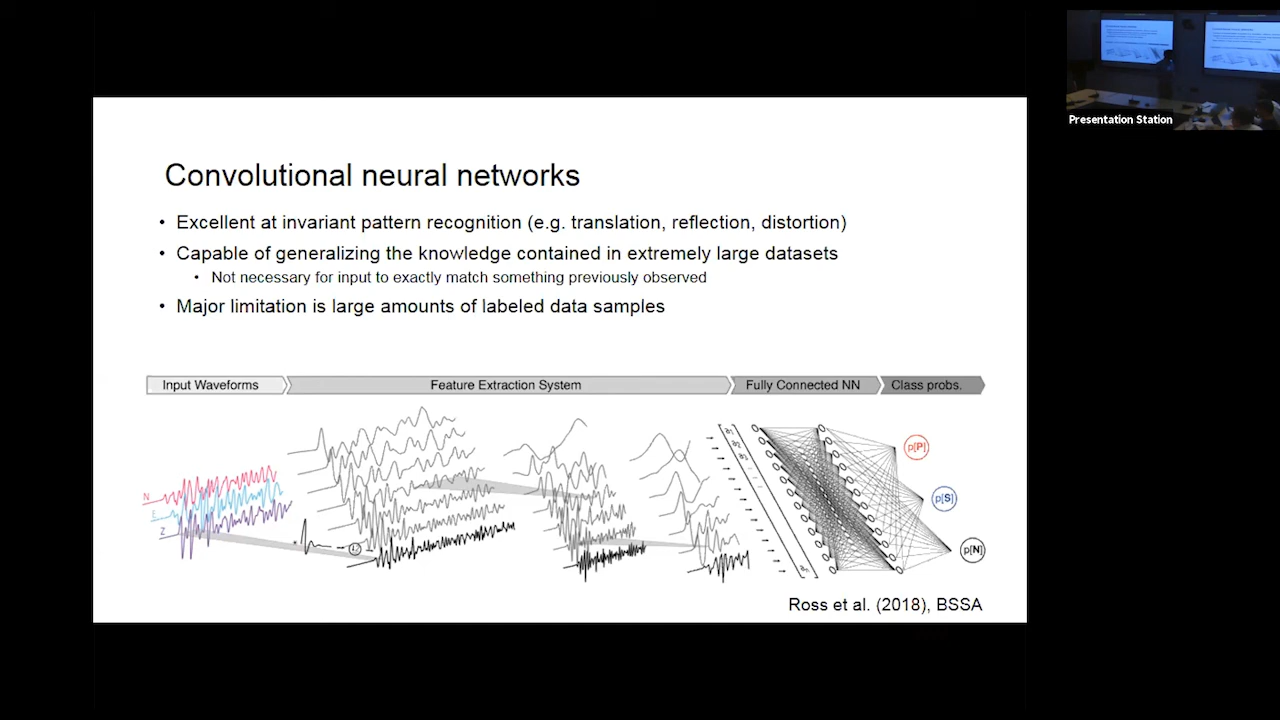 Convolutional neural networks
• Excellent at invariant pattern recognition (e.g. translation, reflection, distortion)
• Capable of generalizing the knowledge contained in extremely large datasets
• Not necessary for input to exactly match something previously observed
• Major limitation is large amounts of labeled data samples
Input Waveforms
Feature Extraction System
Fully Connected NN
Class probs.
N
E
Z
a1
a2
a3
p[P]
p[S]
p[N]
Ross et al. (2018), BSSA
Presentation Station